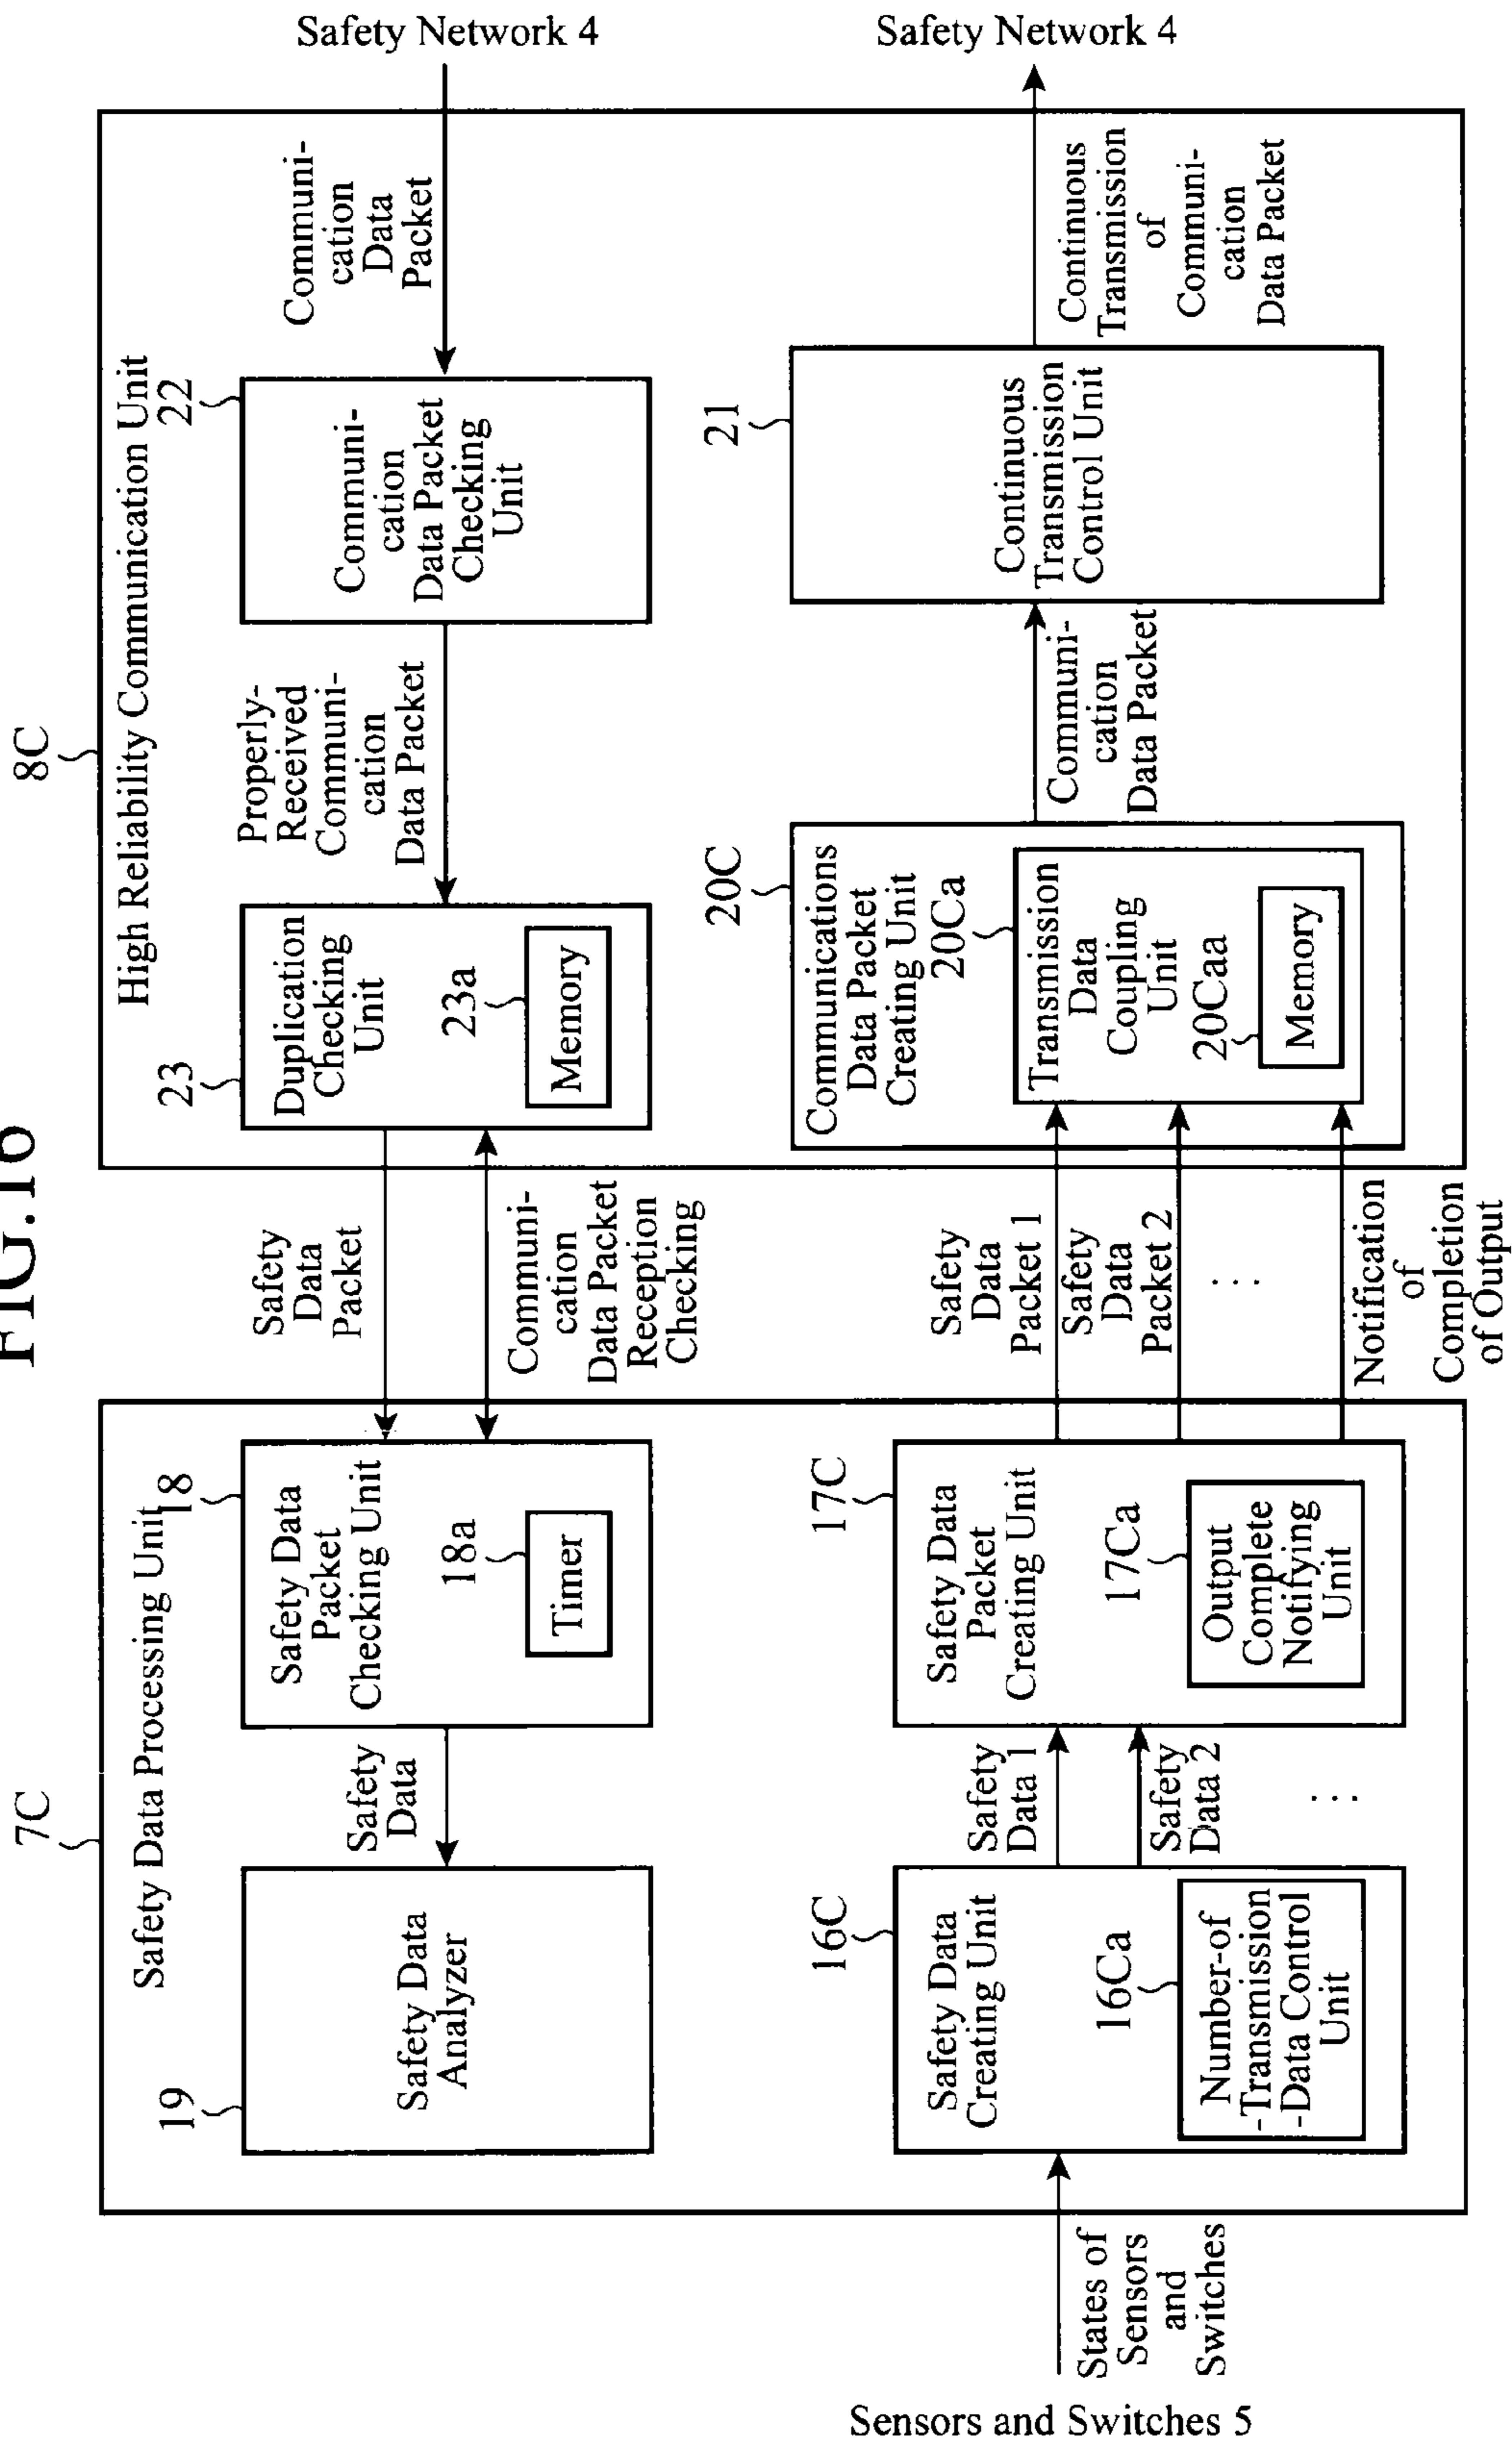 FIG.16
7C
Safety Data Processing Unit
19
Safety Data
Analyzer
Safety
Data
18
Safety Data
Packet
Checking Unit
18a
Timer
Safety
Data
Packet
Communi-
cation
Data Packet
Reception
Checking
8C
High Reliability Communication Unit
23
Duplication
Checking
Unit
23a
Memory
Properly-
Received
Communi-
cation
Data Packet
22
Communi-
cation
Data Packet
Checking
Unit
Communi-
cation
Data
Packet
Safety Network 4
Sensors and Switches 5
States of
Sensors
and
Switches
16C
Safety Data
Creating Unit
16Ca
Number-of
-Transmission
-Data Control
Unit
Safety
Data 1
Safety
Data 2
...
17C
Safety Data
Packet
Creating Unit
17Ca
Output
Complete
Notifying
Unit
Safety
Data
Packet 1
Safety
Data
Packet 2
...
Notification
of
Completion
of Output
20C
Communications
Data Packet
Creating Unit
20Ca
Transmission
Data
Coupling
Unit
20Caa
Memory
Communi-
cation
Data Packet
21
Continuous
Transmission
Control Unit
Continuous
Transmission
of
Communi-
cation
Data Packet
Safety Network 4